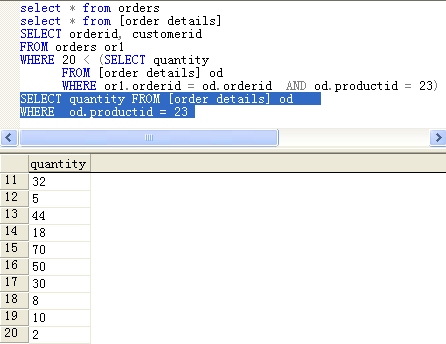 select * from orders
select * from [order details]
SELECT orderid, customerid
FROM orders or1
WHERE 20 < (SELECT quantity
FROM [order details] od
WHERE or1.orderid = od.orderid AND od.productid = 23)
SELECT quantity FROM [order details] od
WHERE od.productid = 23
quantity
11 32
12 5
13 44
14 18
15 70
16 50
17 30
18 8
19 10
20 2